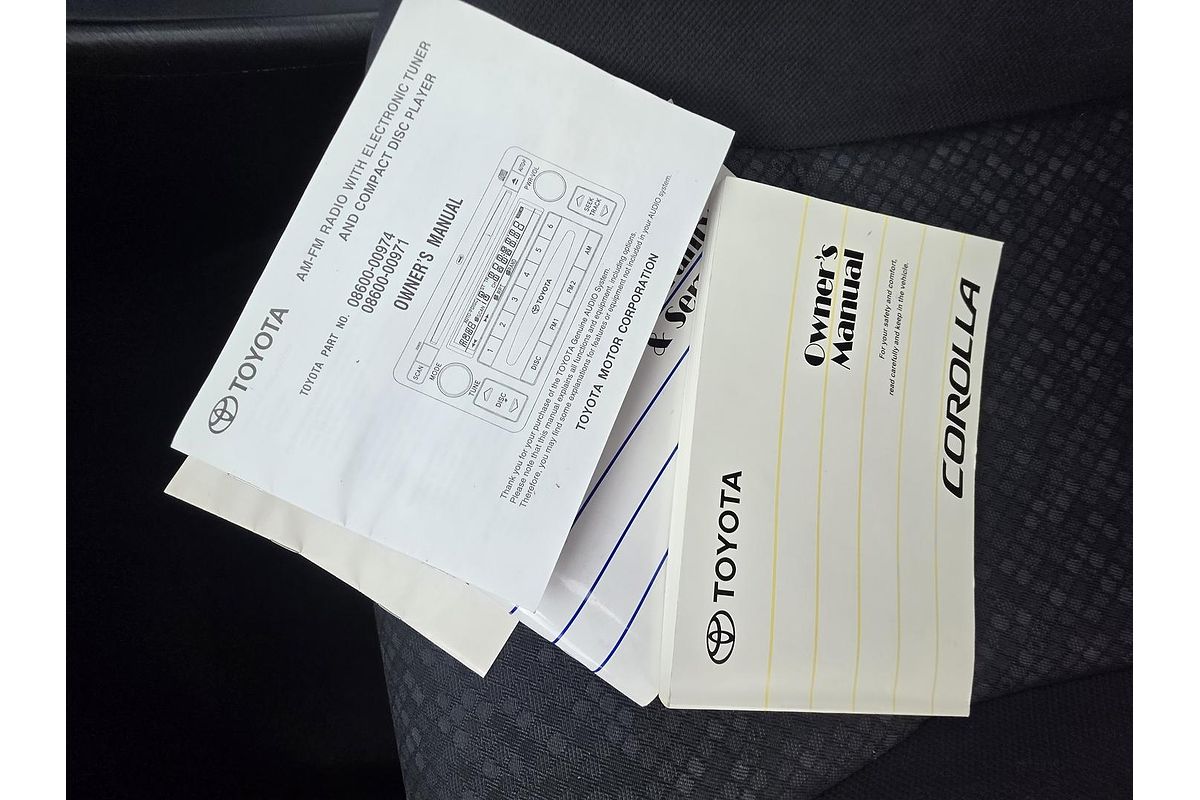 TOYOTA
AM-FM RADIO WITH ELECTRONIC TUNER
AND COMPACT DISC PLAYER
TOYOTA PART NO. 08600-00974
08600-00971
OWNER'S MANUAL
SCAN
MODE
TUNE
DISC
PWR•VOL
SEEK
TRACK
1 2 3 4 5 6
TOYOTA
DISC FM1 FM2 AM
Thank you for your purchase of the TOYOTA Genuine AUDIO System.
Please note that this manual explains all functions and equipment, including options.
Therefore, you may find some explanations for features or equipment not included in your AUDIO system.
TOYOTA MOTOR CORPORATION
&
TOYOTA
Owner's
Manual
For your safety and comfort,
read carefully and keep in the vehicle.
COROLLA